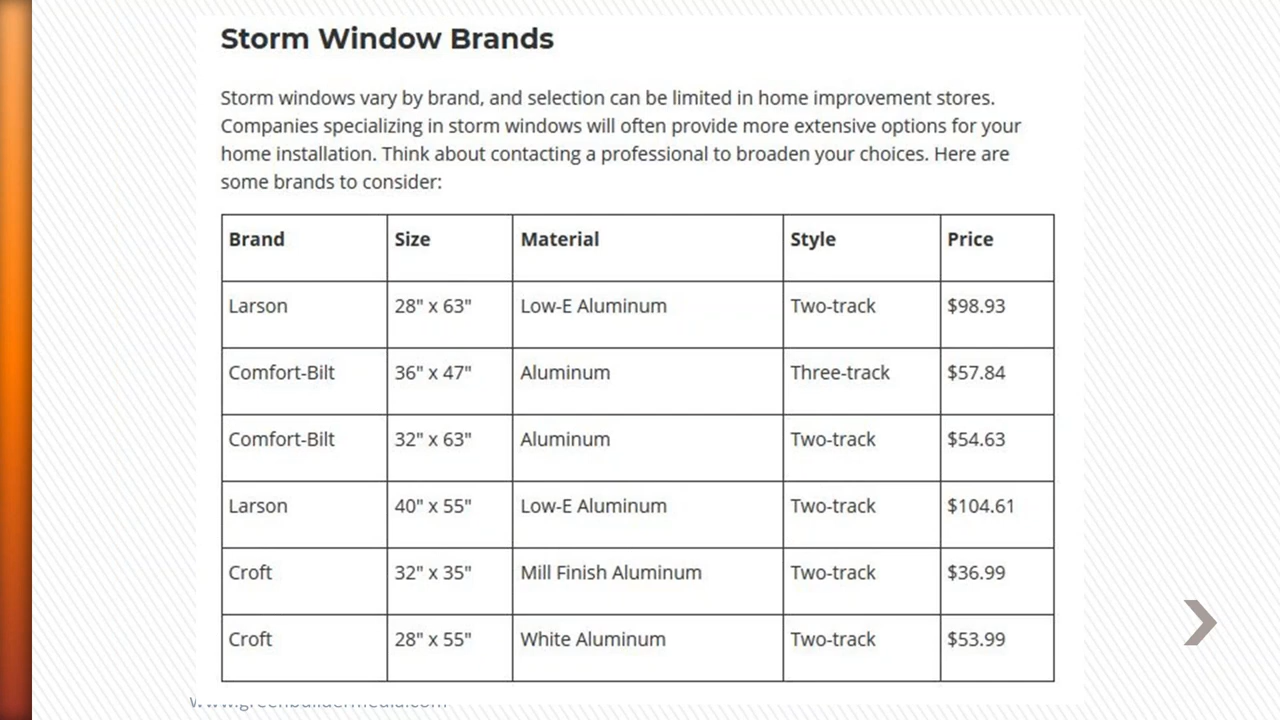 Storm Window Brands
Storm windows vary by brand, and selection can be limited in home improvement stores.
Companies specializing in storm windows will often provide more extensive options for your
home installation. Think about contacting a professional to broaden your choices. Here are
some brands to consider:
Brand Size Material Style Price
Larson 28" x 63" Low-E Aluminum Two-track $98.93
Comfort-Bilt 36" x 47" Aluminum Three-track $57.84
Comfort-Bilt 32" x 63" Aluminum Two-track $54.63
Larson 40" x 55" Low-E Aluminum Two-track $104.61
Croft 32" x 35" Mill Finish Aluminum Two-track $36.99
Croft 28" x 55" White Aluminum Two-track $53.99
www.greenbuildermedia.com